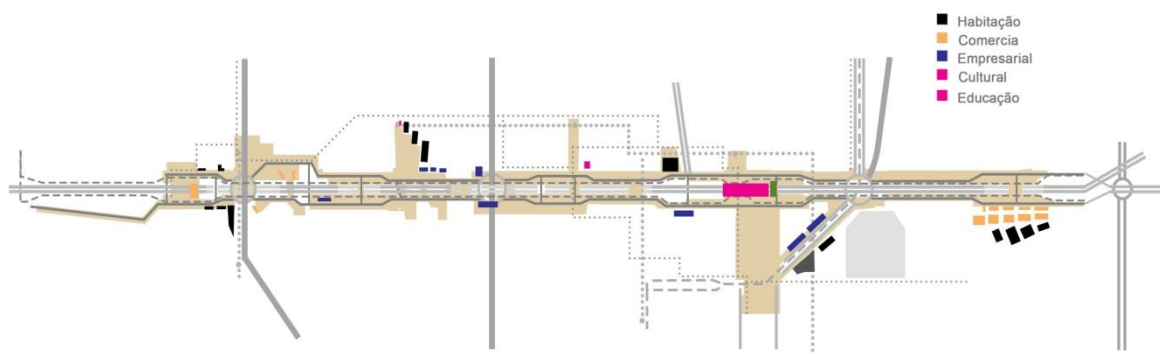 Habitação
Comercia
Empresarial
Cultural
Educação